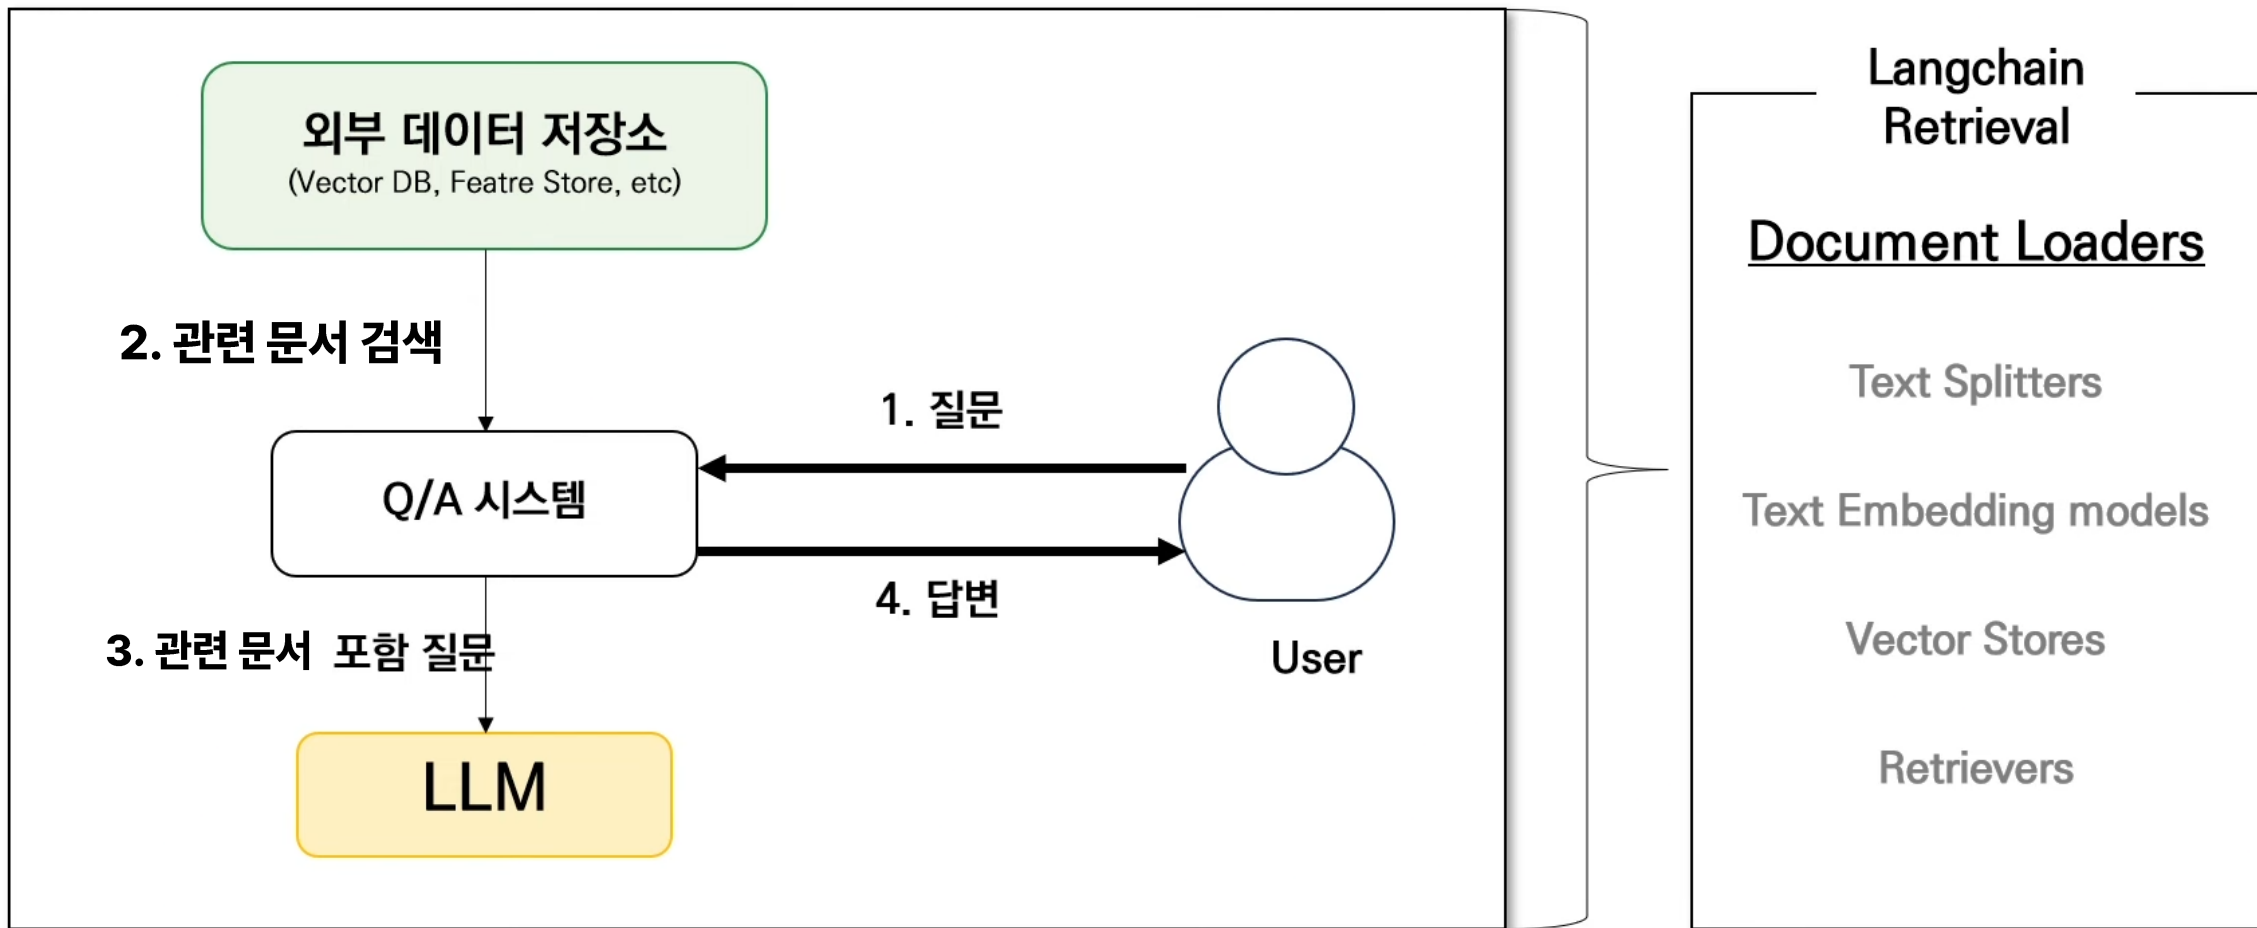 외부 데이터 저장소
(Vector DB, Featre Store, etc)
2. 관련 문서 검색
1. 질문
Q/A 시스템
4. 답변
3. 관련 문서 포함 질문
User
LLM
Langchain
Retrieval
Document Loaders
Text Splitters
Text Embedding models
Vector Stores
Retrievers